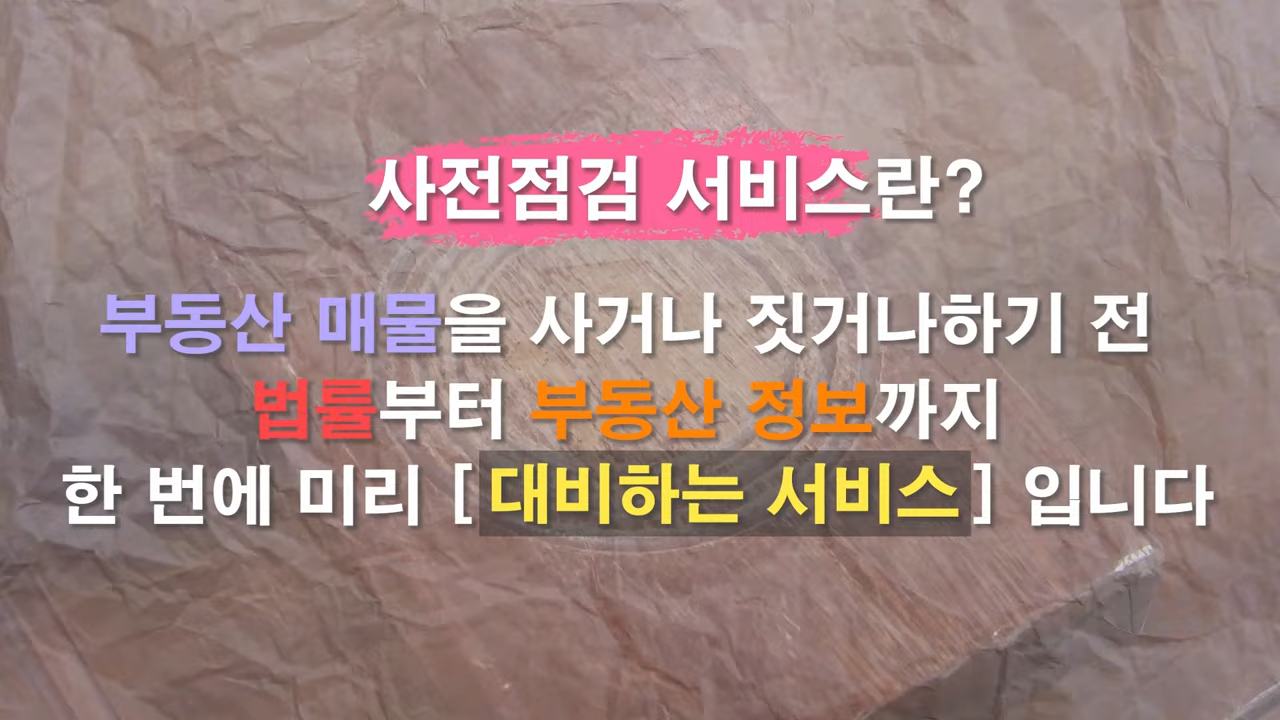 사전점검 서비스란?
부동산 매물을 사거나 짓거나하기 전
법률부터 부동산 정보까지
한 번에 미리 [대비하는 서비스] 입니다